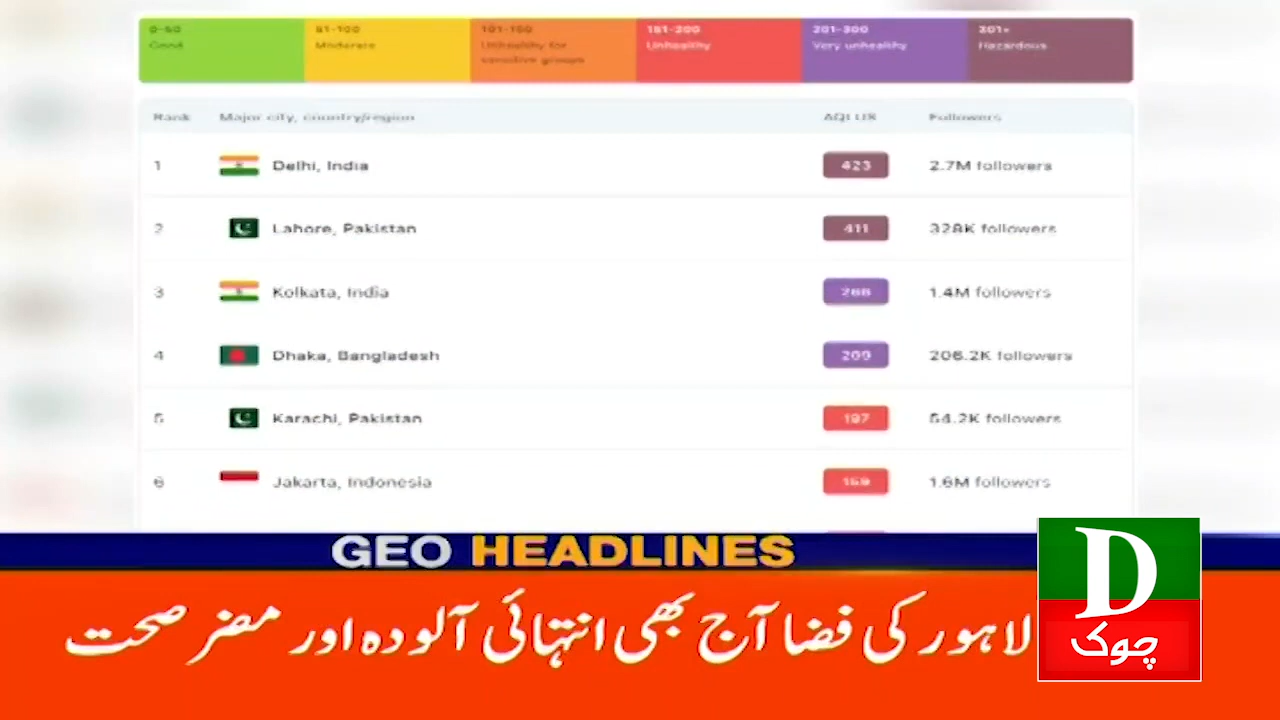 0-50
Good
51-100
Moderate
101-150
Unhealthy for
sensitive groups
151-200
Unhealthy
201-300
Very unhealthy
301+
Hazardous
Rank Major city, country/region AQI US Followers
1 Delhi, India 423 2.7M followers
2 Lahore, Pakistan 411 328K followers
3 Kolkata, India 1.4M followers
4 Dhaka, Bangladesh 209 206.2K followers
5 Karachi, Pakistan 197 54.2K followers
6 Jakarta, Indonesia 159 1.6M followers
GEO HEADLINES
لاہور کی فضا آج بھی انتہائی آلودہ اور مضر صحت
D
چوک